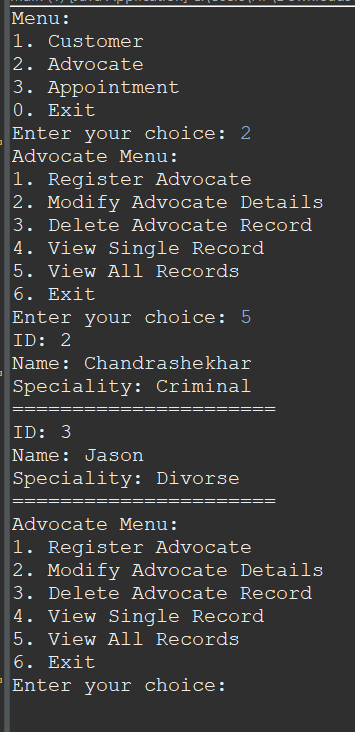 Menu:
1. Customer
2. Advocate
3. Appointment
0. Exit
Enter your choice: 2
Advocate Menu:
1. Register Advocate
2. Modify Advocate Details
3. Delete Advocate Record
4. View Single Record
5. View All Records
6. Exit
Enter your choice: 5
ID: 2
Name: Chandrashekhar
Speciality: Criminal
======================
ID: 3
Name: Jason
Speciality: Divorse
======================
Advocate Menu:
1. Register Advocate
2. Modify Advocate Details
3. Delete Advocate Record
4. View Single Record
5. View All Records
6. Exit
Enter your choice: